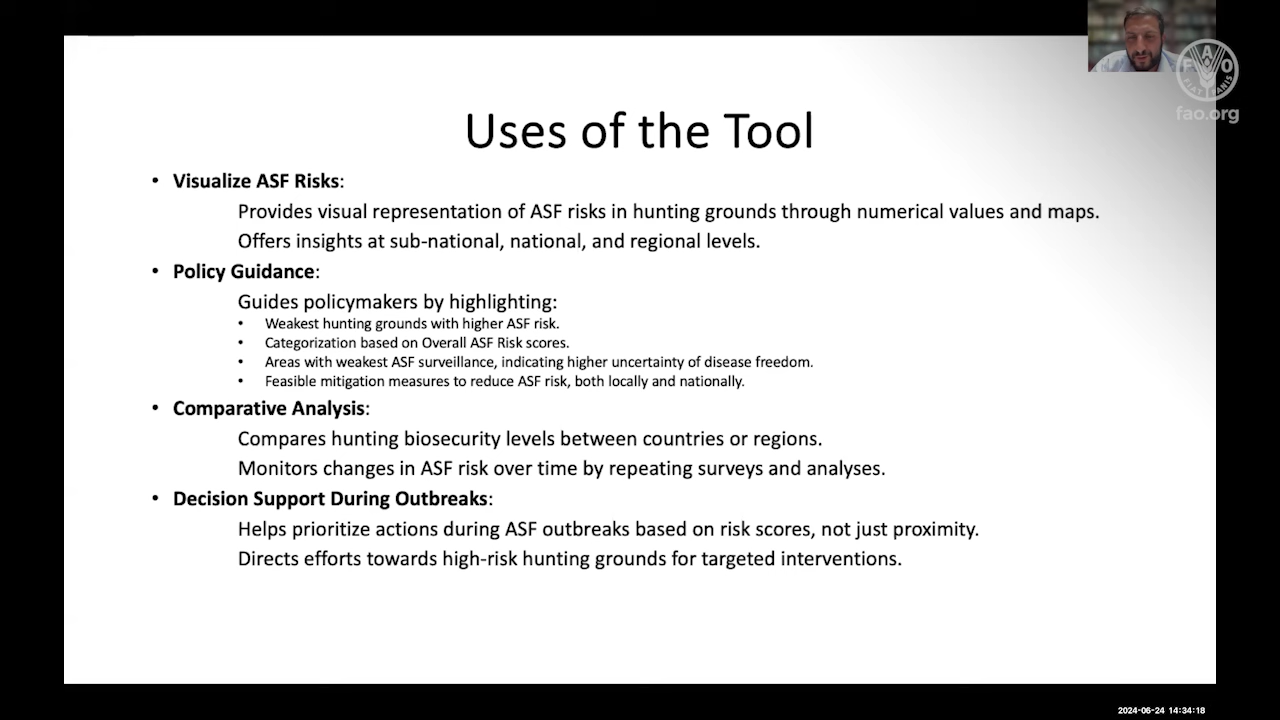 Uses of the Tool
• Visualize ASF Risks:
Provides visual representation of ASF risks in hunting grounds through numerical values and maps.
Offers insights at sub-national, national, and regional levels.
• Policy Guidance:
Guides policymakers by highlighting:
• Weakest hunting grounds with higher ASF risk.
• Categorization based on Overall ASF Risk scores.
• Areas with weakest ASF surveillance, indicating higher uncertainty of disease freedom.
• Feasible mitigation measures to reduce ASF risk, both locally and nationally.
• Comparative Analysis:
Compares hunting biosecurity levels between countries or regions.
Monitors changes in ASF risk over time by repeating surveys and analyses.
• Decision Support During Outbreaks:
Helps prioritize actions during ASF outbreaks based on risk scores, not just proximity.
Directs efforts towards high-risk hunting grounds for targeted interventions.
FAO
FIAT PANIS
fao.org
2024-06-24 14:34:18